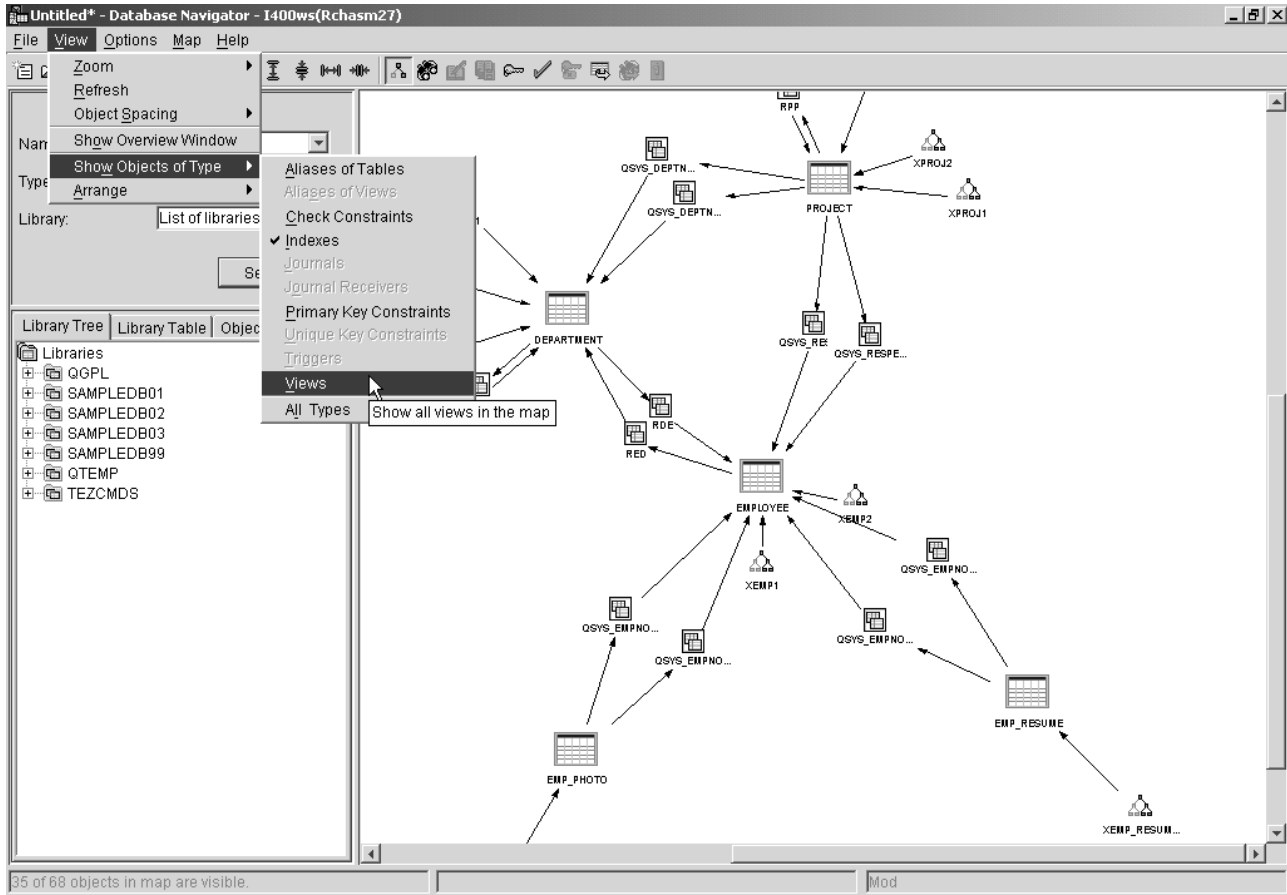 Untitled* - Database Navigator - I400ws(Rchasm27)
File View Options Map Help
Zoom
Refresh
Object Spacing
Show Overview Window
Show Objects of Type
Arrange
Nam
Type
Library:
List of libraries
Se
Aliases of Tables
Aliases of Views
Check Constraints
Indexes
Journals
Journal Receivers
Primary Key Constraints
Unique Key Constraints
Triggers
Views
All Types
Show all views in the map
Library Tree
Library Table
Objec
Libraries
QGPL
SAMPLEDB01
SAMPLEDB02
SAMPLEDB03
SAMPLEDB99
QTEMP
TEZCMDS
RPP
QSYS_DEPTN...
XPROJ2
QSYS_DEPTN...
PROJECT
XPROJ1
1
DEPARTMENT
QSYS_RES
QSYS_RESPE...
RDE
RED
EMPLOYEE
XEMP2
XEMP1
QSYS_EMPNO...
QSYS_EMPNO...
QSYS_EMPNO...
QSYS_EMPNO...
EMP_RESUME
EMP_PHOTO
XEMP_RESUM...
35 of 68 objects in map are visible.
Mod